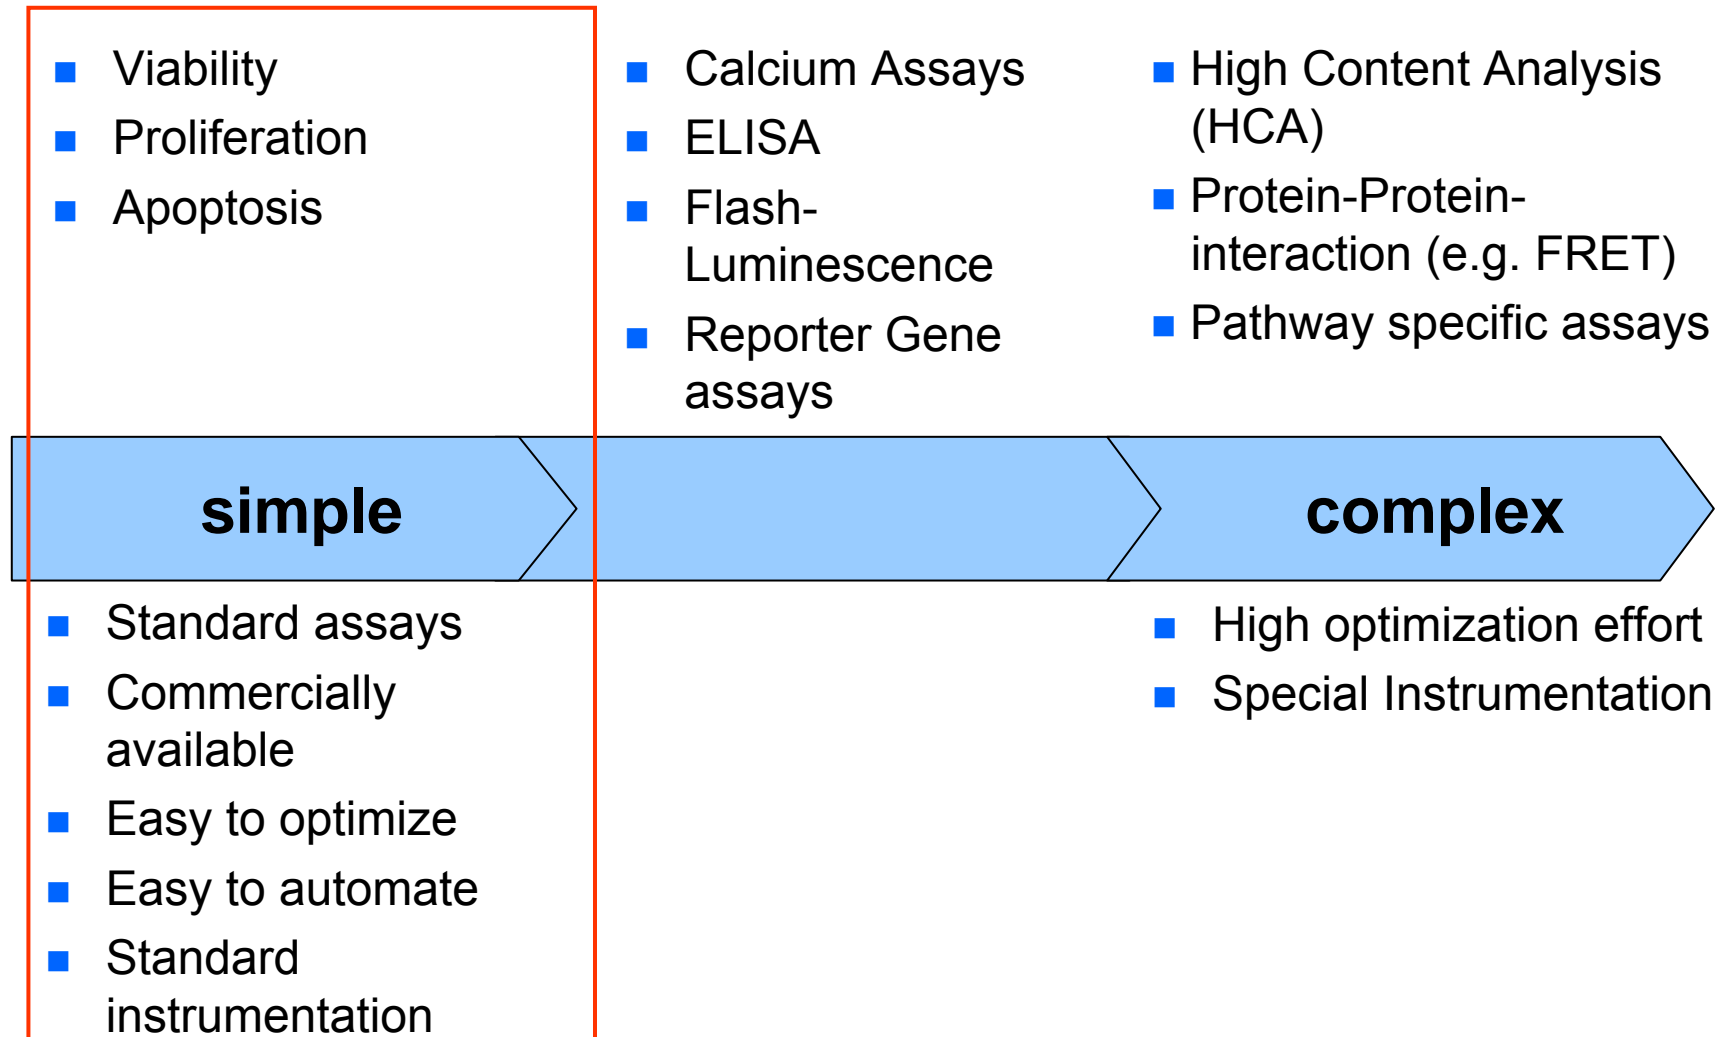 Viability
Proliferation
Apoptosis
Calcium Assays
ELISA
Flash-
Luminescence
Reporter Gene
assays
High Content Analysis
(HCA)
Protein-Protein-
interaction (e.g. FRET)
Pathway specific assays
simple
complex
Standard assays
Commercially
available
Easy to optimize
Easy to automate
Standard
instrumentation
High optimization effort
Special Instrumentation